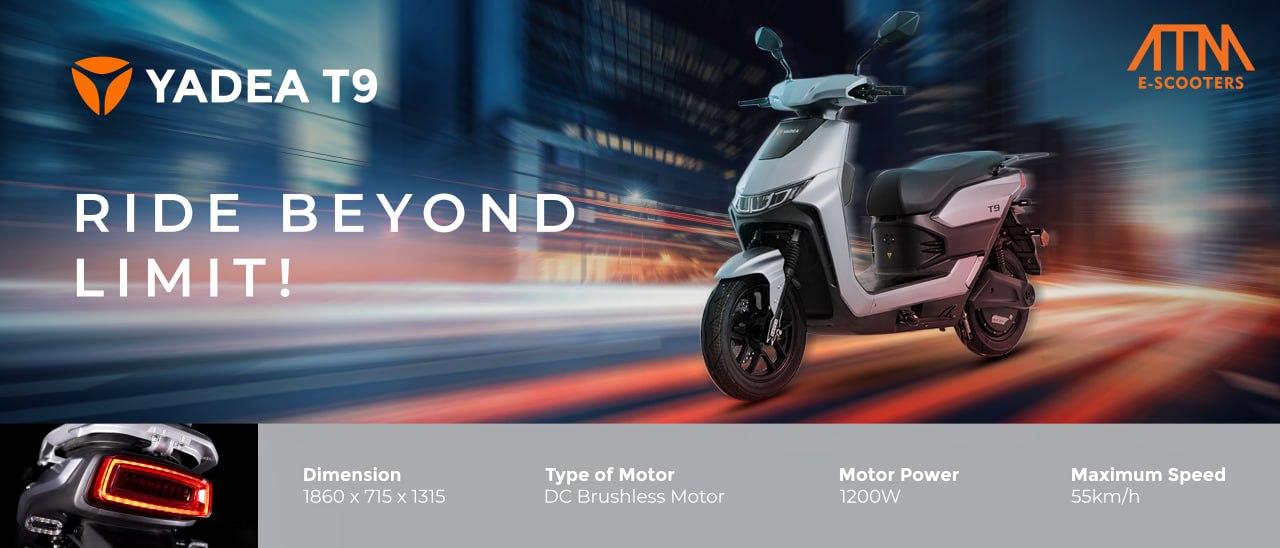 YADEA T9
ATM
E-SCOOTERS
RIDE BEYOND
LIMIT!
YADEA
T9
Dimension
1860 x 715 x 1315
Type of Motor
DC Brushless Motor
Motor Power
1200W
Maximum Speed
55km/h